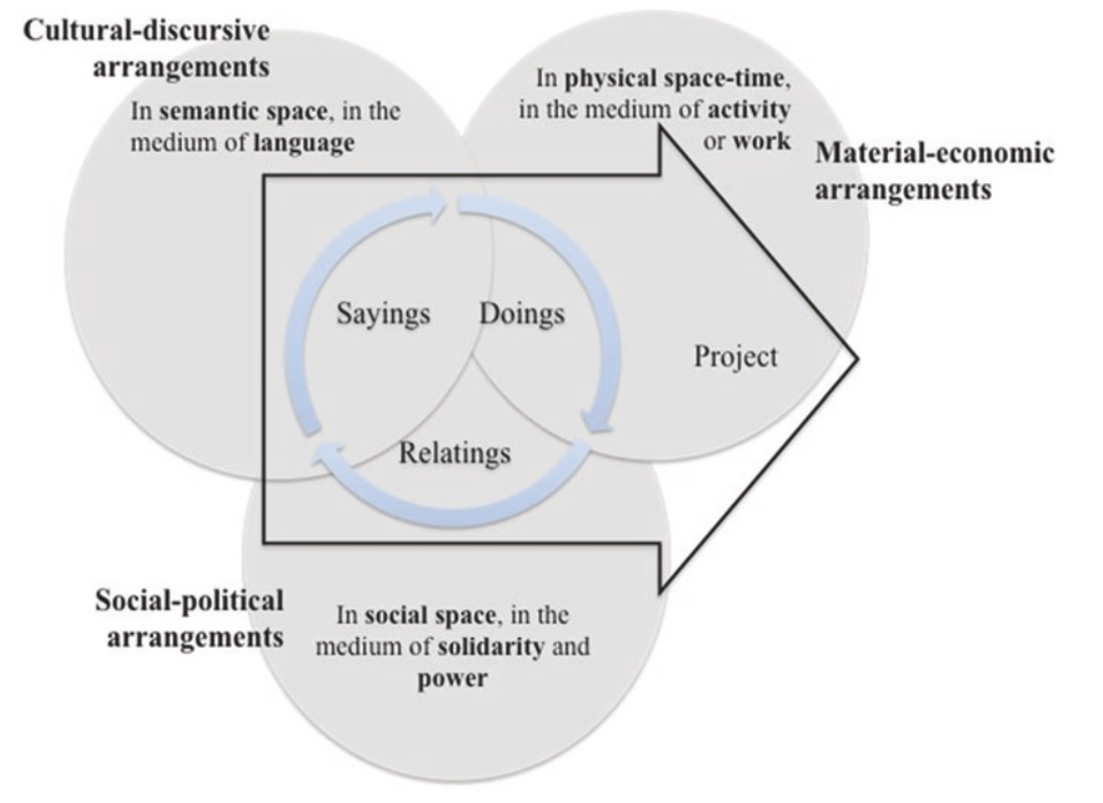 Cultural-discursive
arrangements
In semantic space, in the
medium of language
In physical space-time,
in the medium of activity
or work
Material-economic
arrangements
Sayings
Doings
Project
Relatings
Social-political
arrangements
In social space, in the
medium of solidarity and
power